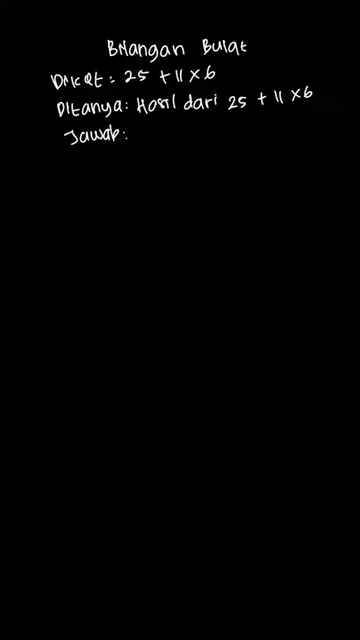 Bilangan Bulat
Diket = 25 + 11 x 6
Ditanya: Hasil dari 25 + 11 x 6
Jawab: